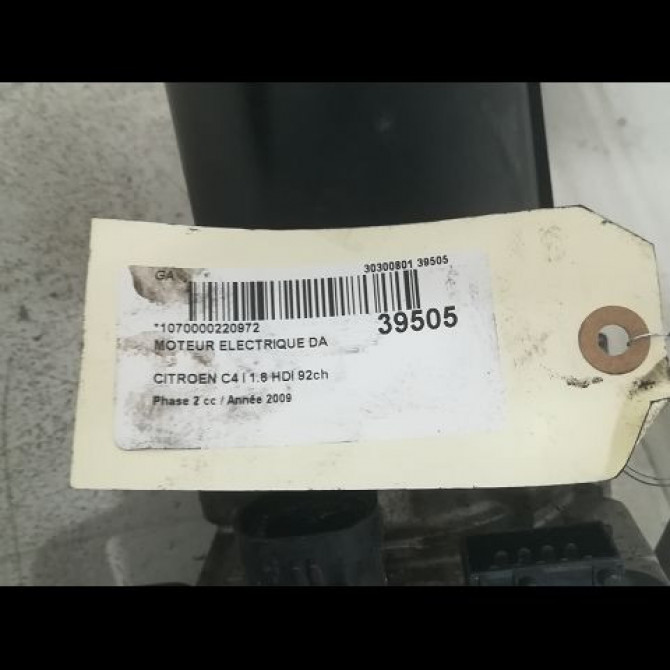 GA
30300801 39505
*1070000220972
39505
MOTEUR ELECTRIQUE DA
CITROEN C4 I 1.6 HDI 92ch
Phase 2 cc / Année 2009